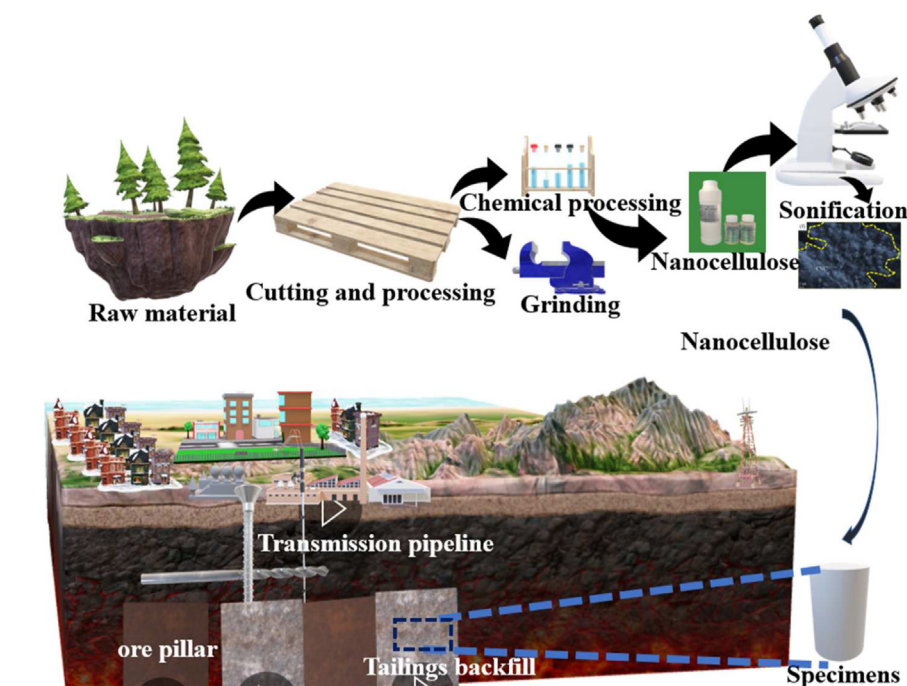 Chemical processing
Sonification
Nanocellulose
Cutting and processing
Grinding
Raw material
Nanocellulose
Transmission pipeline
ore pillar
Tailings backfill
Specimens